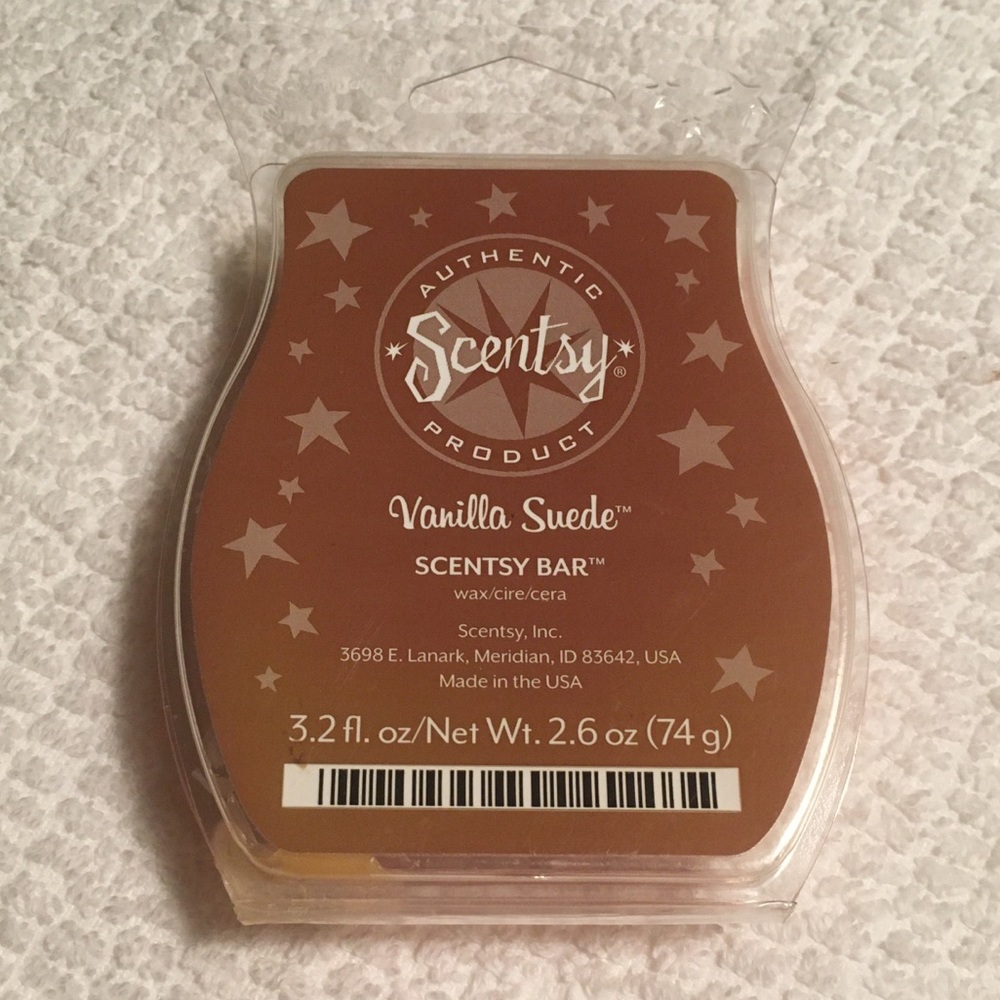 AUTHENTIC
Scentsy®
PRODUCT
Vanilla Suede™
SCENTSY BAR™
wax/cire/cera
Scentsy, Inc.
3698 E. Lanark, Meridian, ID 83642, USA
Made in the USA
3.2 fl. oz/Net Wt. 2.6 oz (74 g)